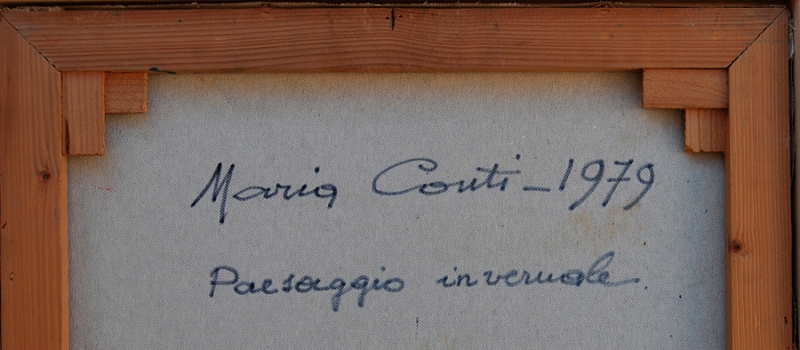 Maria Conti - 1979
Paesaggio invernale